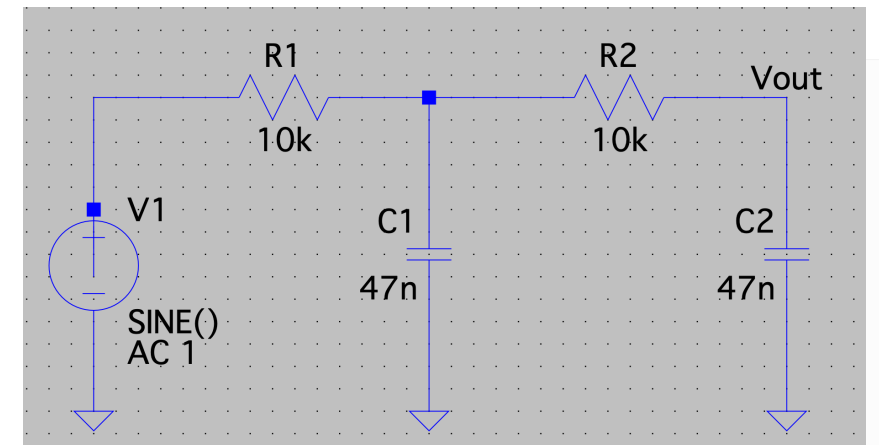 R1
R2
Vout
10k
10k
V1
C1
C2
47n
47n
SINE()
AC 1